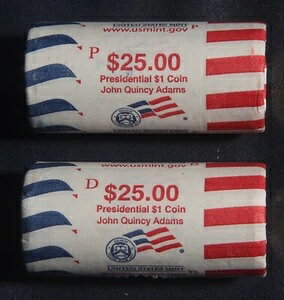 UNITED STATES MINT
www.usmint.gov P
P
$25.00
Presidential $1 Coin
John Quincy Adams
www.usmint.gov
D
$25.00
Presidential $1 Coin
John Quincy Adams
UNITED STATES MINT